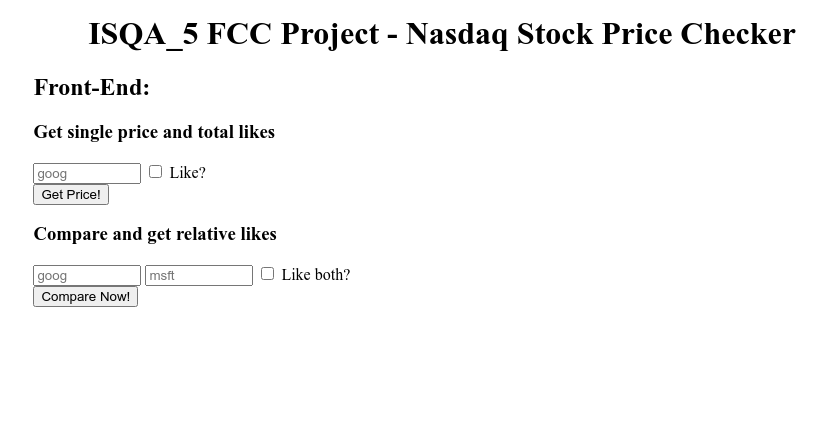 ISQA_5 FCC Project - Nasdaq Stock Price Checker
Front-End:
Get single price and total likes
goog Like?
Get Price!
Compare and get relative likes
goog msft Like both?
Compare Now!